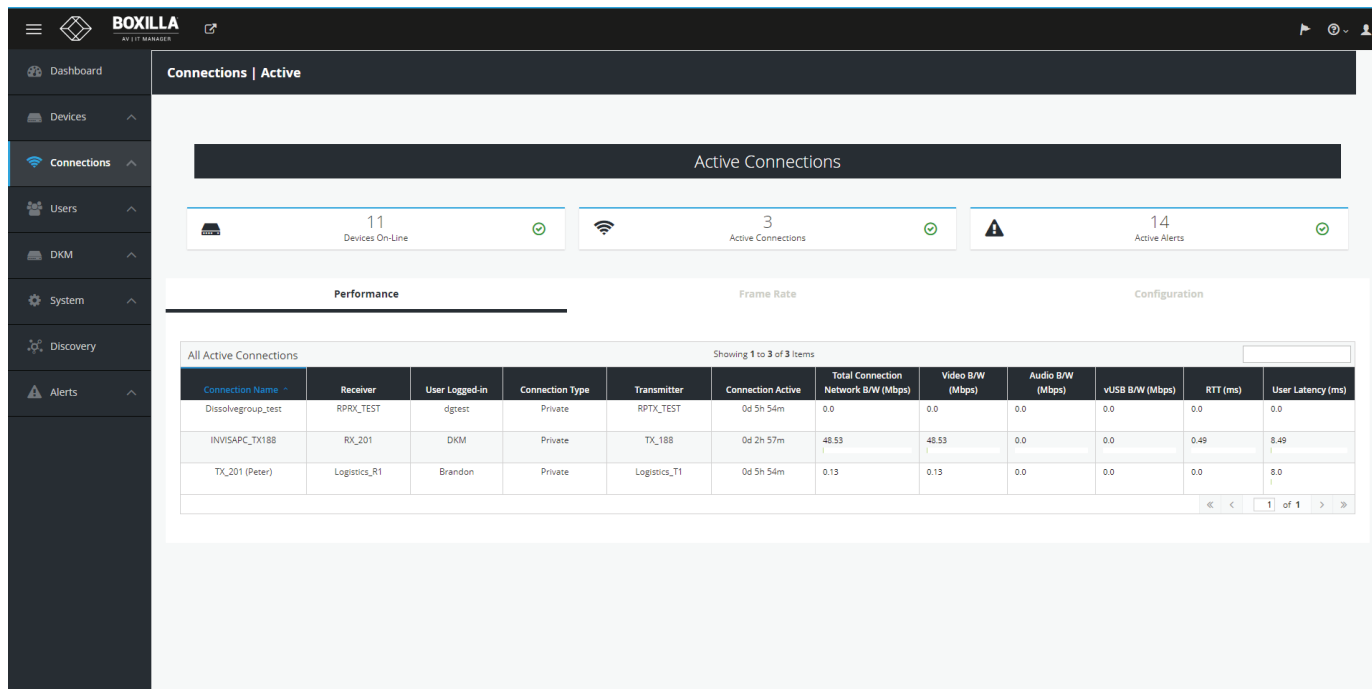 BOXILLA
AV | IT MANAGER
Dashboard
Connections | Active
Devices
Connections
Active Connections
Users
11
Devices On-Line
3
Active Connections
14
Active Alerts
DKM
System
Performance Frame Rate Configuration
Discovery
All Active Connections Showing 1 to 3 of 3 Items
Alerts
Connection Name Receiver User Logged-in Connection Type Transmitter Connection Active Total Connection Network B/W (Mbps) Video B/W (Mbps) Audio B/W (Mbps) vUSB B/W (Mbps) RTT (ms) User Latency (ms)
Dissolvegroup_test RPRX_TEST dgtest Private RPTX_TEST 0d 5h 54m 0.0 0.0 0.0 0.0 0.0 0.0
INVISAPC_TX188 RX_201 DKM Private TX_188 0d 2h 57m 48.53 48.53 0.0 0.0 0.49 8.49
TX_201 (Peter) Logistics_R1 Brandon Private Logistics_T1 0d 5h 54m 0.13 0.13 0.0 0.0 0.0 8.0
1 of 1